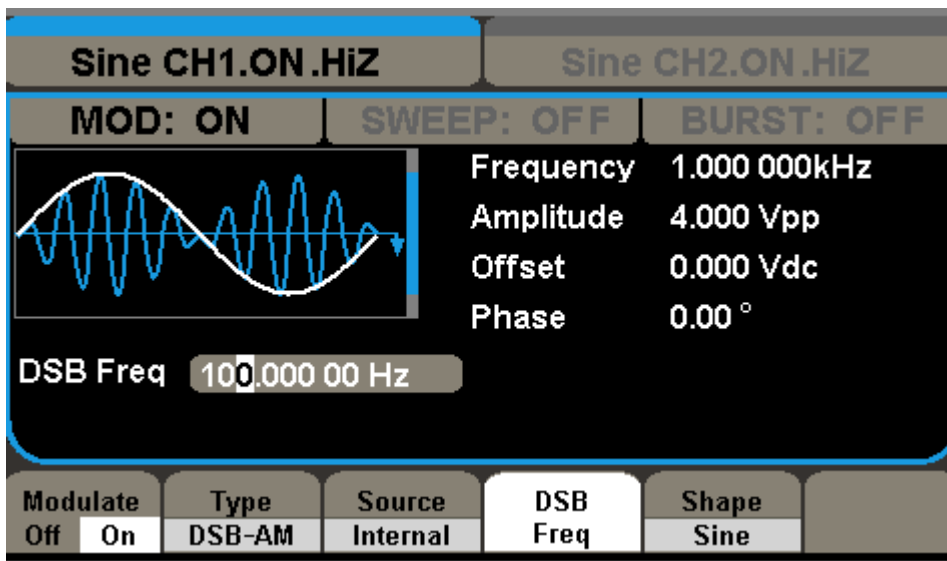 Sine CH1.ON.HiZ Sine CH2.ON.HiZ
MOD: ON SWEEP: OFF BURST: OFF
Frequency 1.000 000kHz
Amplitude 4.000 Vpp
Offset 0.000 Vdc
Phase 0.00 °
DSB Freq 100.000 00 Hz
Modulate Type Source DSB Shape
Off On DSB-AM Internal Freq Sine